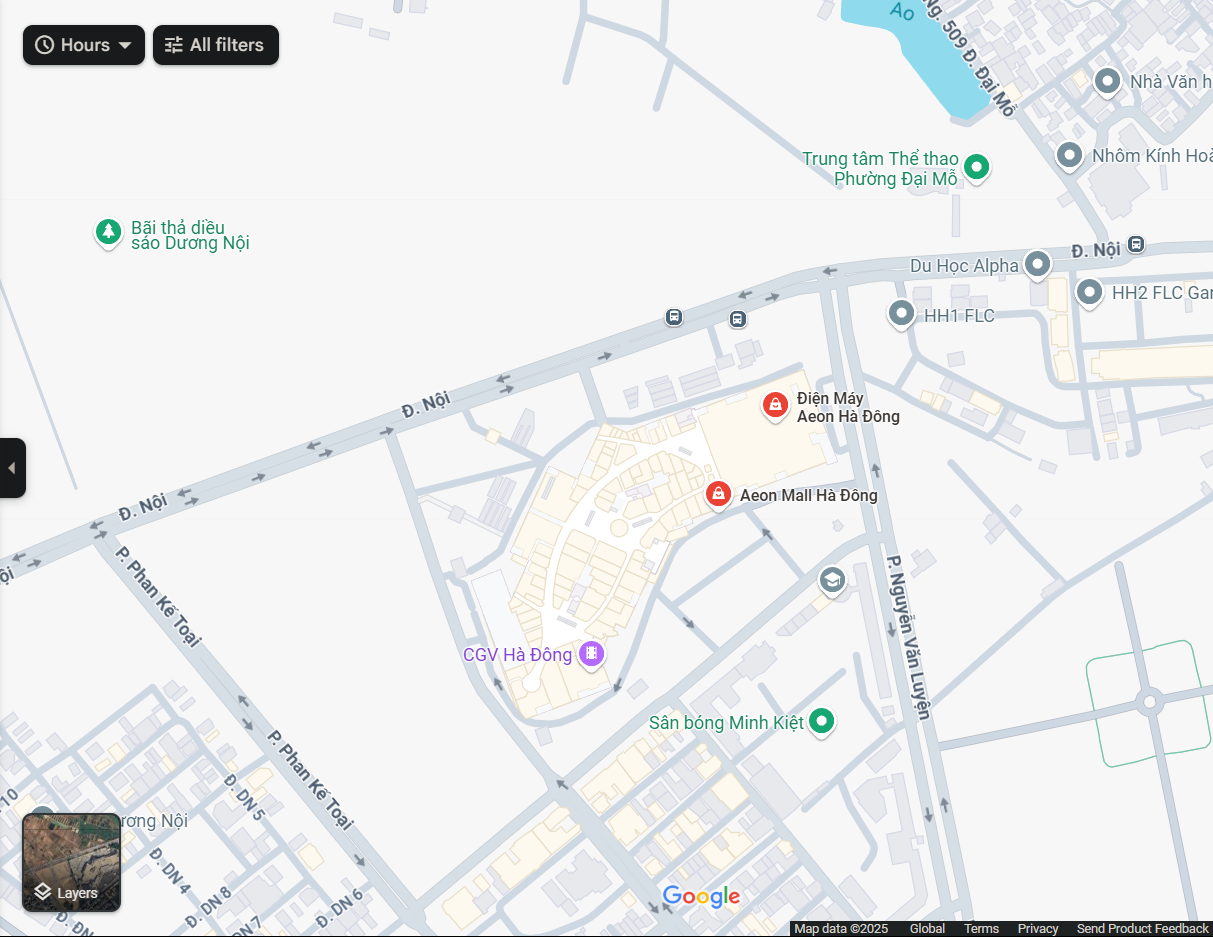 Hours
All filters
Ao
Ng. 509 Đ. Đại Mỗ
Nhà Văn h
Nhôm Kính Hoà
Trung tâm Thể thao
Phường Đại Mỗ
Bãi thả diều
sáo Dương Nội
Đ. Nội
Du Học Alpha
HH2 FLC Gar
HH1 FLC
Điện Máy
Aeon Hà Đông
Đ. Nội
Aeon Mall Hà Đông
Đ. Nội
ội
P. Phan Kế Toại
P. Nguyễn Văn Luyện
CGV Hà Đông
Sân bóng Minh Kiệt
P. Phan Kế Toại
Đ. DN 5
10
ương Nội
Đ. DN 4
Layers
Đ. DN 8
Đ. DN 6
Đ. DN
DN 7
Google
Map data ©2025
Global
Terms
Privacy
Send Product Feedback